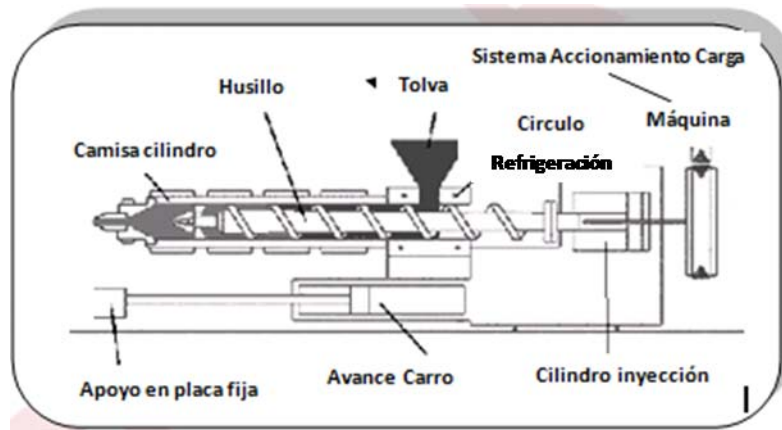 Sistema Accionamiento Carga
Husillo
Tolva
Circulo
Máquina
Camisa cilindro
Refrigeración
Apoyo en placa fija
Avance Carro
Cilindro inyección